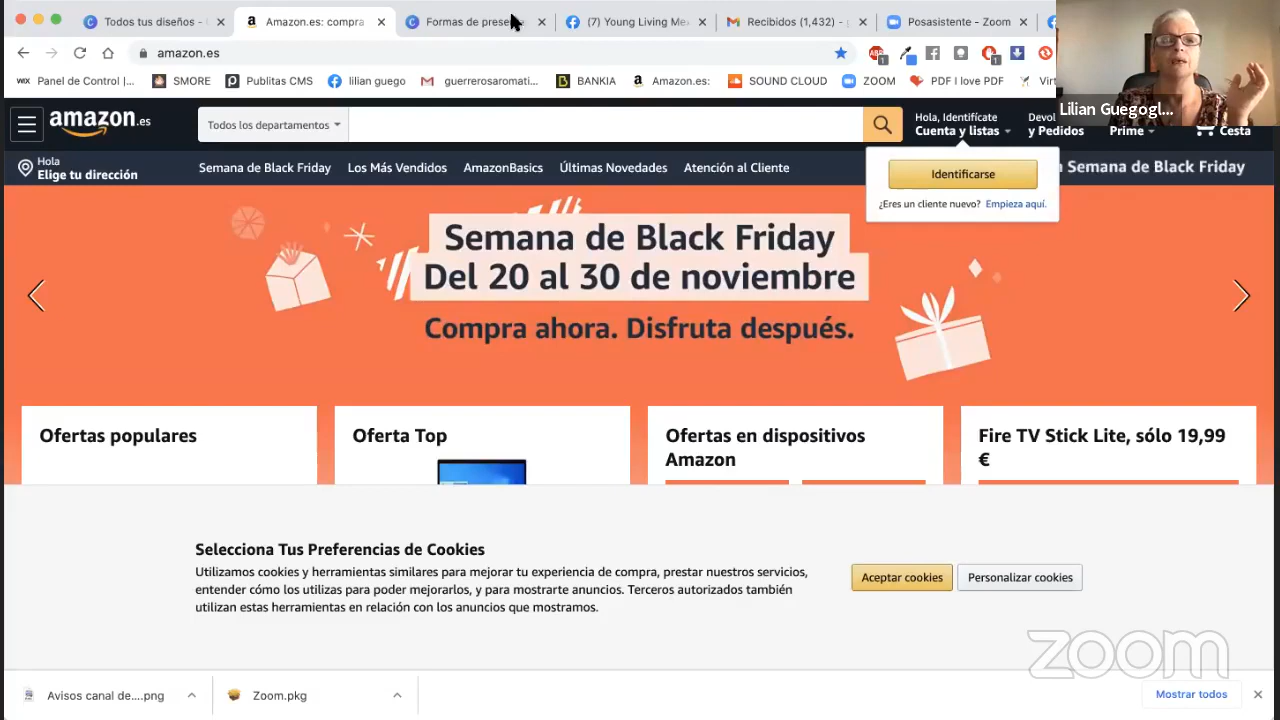 Todos tus diseños -
Amazon.es: compra
Formas de prese
(7) Young Living Me
Recibidos (1,432) -
Posasistente - Zoom
amazon.es
Panel de Control |...
SMORE
Publitas CMS
lilian guego
guerrerosaromati...
BANKIA
Amazon.es:
SOUND CLOUD
ZOOM
PDF I love PDF
Lilian Guegogl...
amazon.es
Todos los departamentos
Hola, Identifícate
Cuenta y listas
Devol
y Pedidos
Prime
Cesta
Hola
Elige tu dirección
Semana de Black Friday
Los Más Vendidos
AmazonBasics
Últimas Novedades
Atención al Cliente
Semana de Black Friday
Identificarse
¿Eres un cliente nuevo? Empieza aquí.
Semana de Black Friday
Del 20 al 30 de noviembre
Compra ahora. Disfruta después.
Ofertas populares
Oferta Top
Ofertas en dispositivos
Amazon
Fire TV Stick Lite, sólo 19,99
€
Selecciona Tus Preferencias de Cookies
Utilizamos cookies y herramientas similares para mejorar tu experiencia de compra, prestar nuestros servicios,
entender cómo los utilizas para poder mejorarlos, y para mostrarte anuncios. Terceros autorizados también
utilizan estas herramientas en relación con los anuncios que mostramos.
Aceptar cookies
Personalizar cookies
zoom
Avisos canal de....png
Zoom.pkg
Mostrar todos